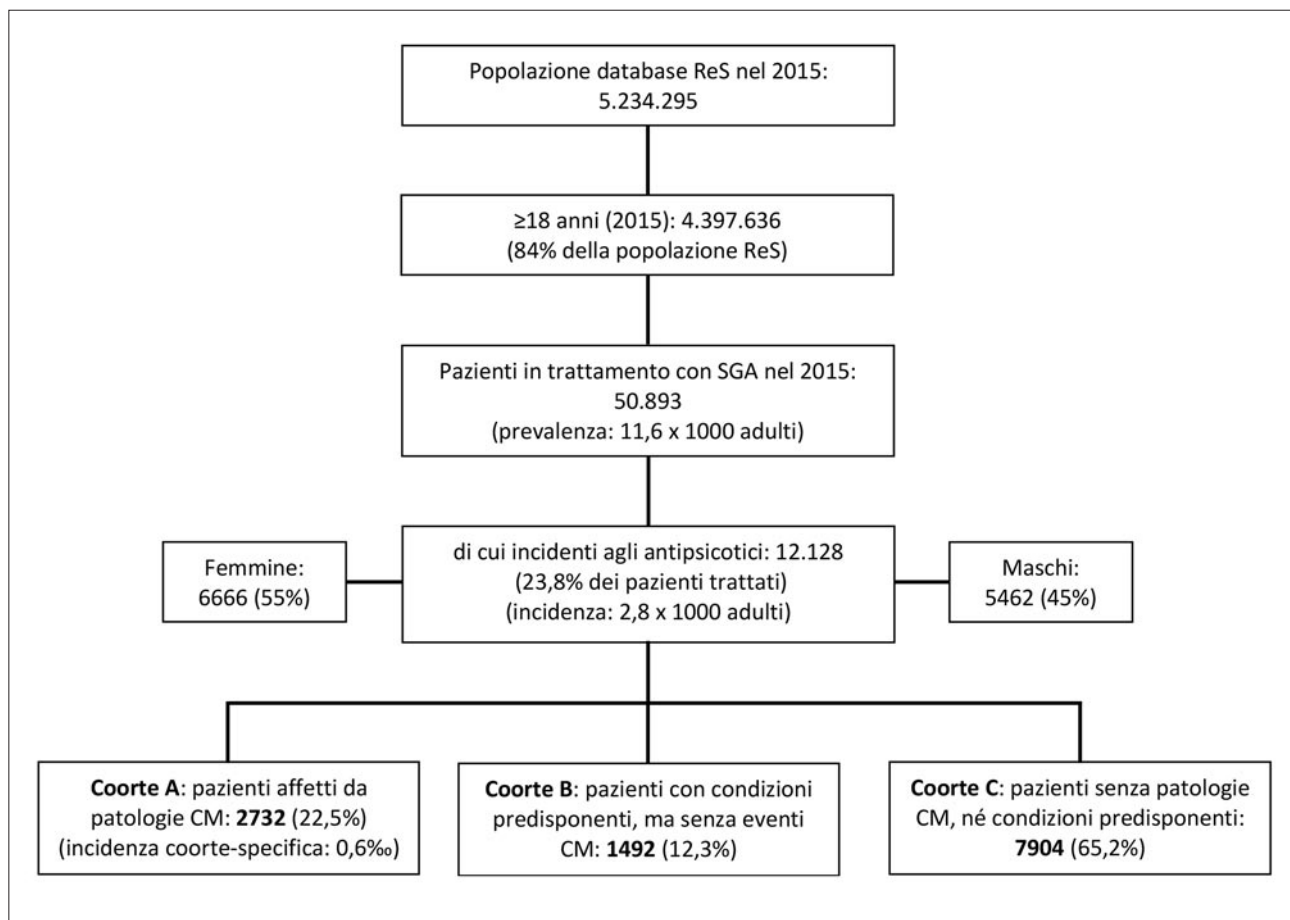 Popolazione database ReS nel 2015:
5.234.295
≥18 anni (2015): 4.397.636
(84% della popolazione ReS)
Pazienti in trattamento con SGA nel 2015:
50.893
(prevalenza: 11,6 x 1000 adulti)
Femmine:
6666 (55%)
di cui incidenti agli antipsicotici: 12.128
(23,8% dei pazienti trattati)
(incidenza: 2,8 x 1000 adulti)
Maschi:
5462 (45%)
Coorte A: pazienti affetti da
patologie CM: 2732 (22,5%)
(incidenza coorte-specifica: 0,6‰)
Coorte B: pazienti con condizioni
predisponenti, ma senza eventi
CM: 1492 (12,3%)
Coorte C: pazienti senza patologie
CM, né condizioni predisponenti:
7904 (65,2%)